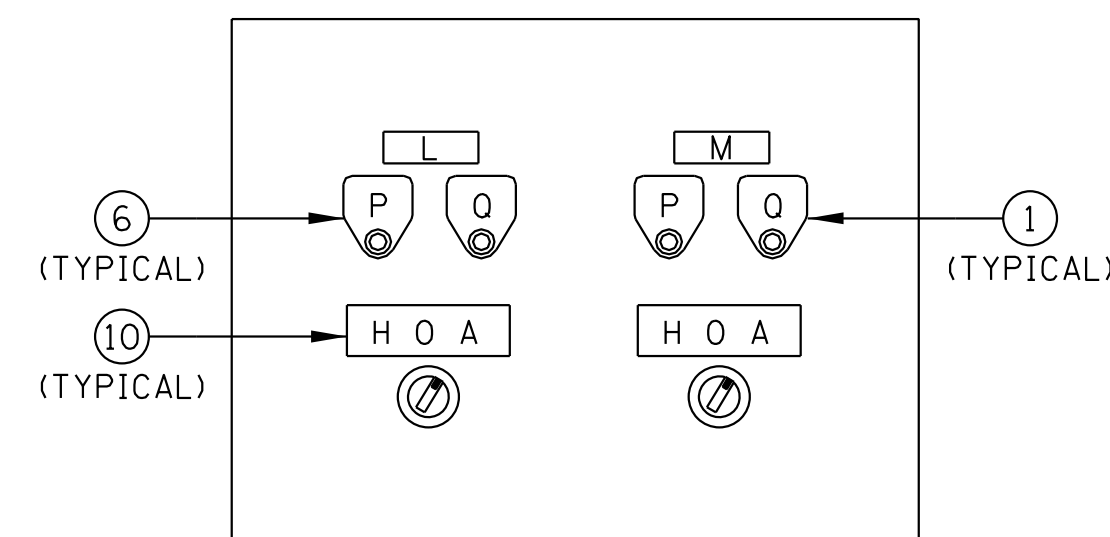 L M
P Q P Q
6 1
(TYPICAL) (TYPICAL)
10 H O A H O A
(TYPICAL)